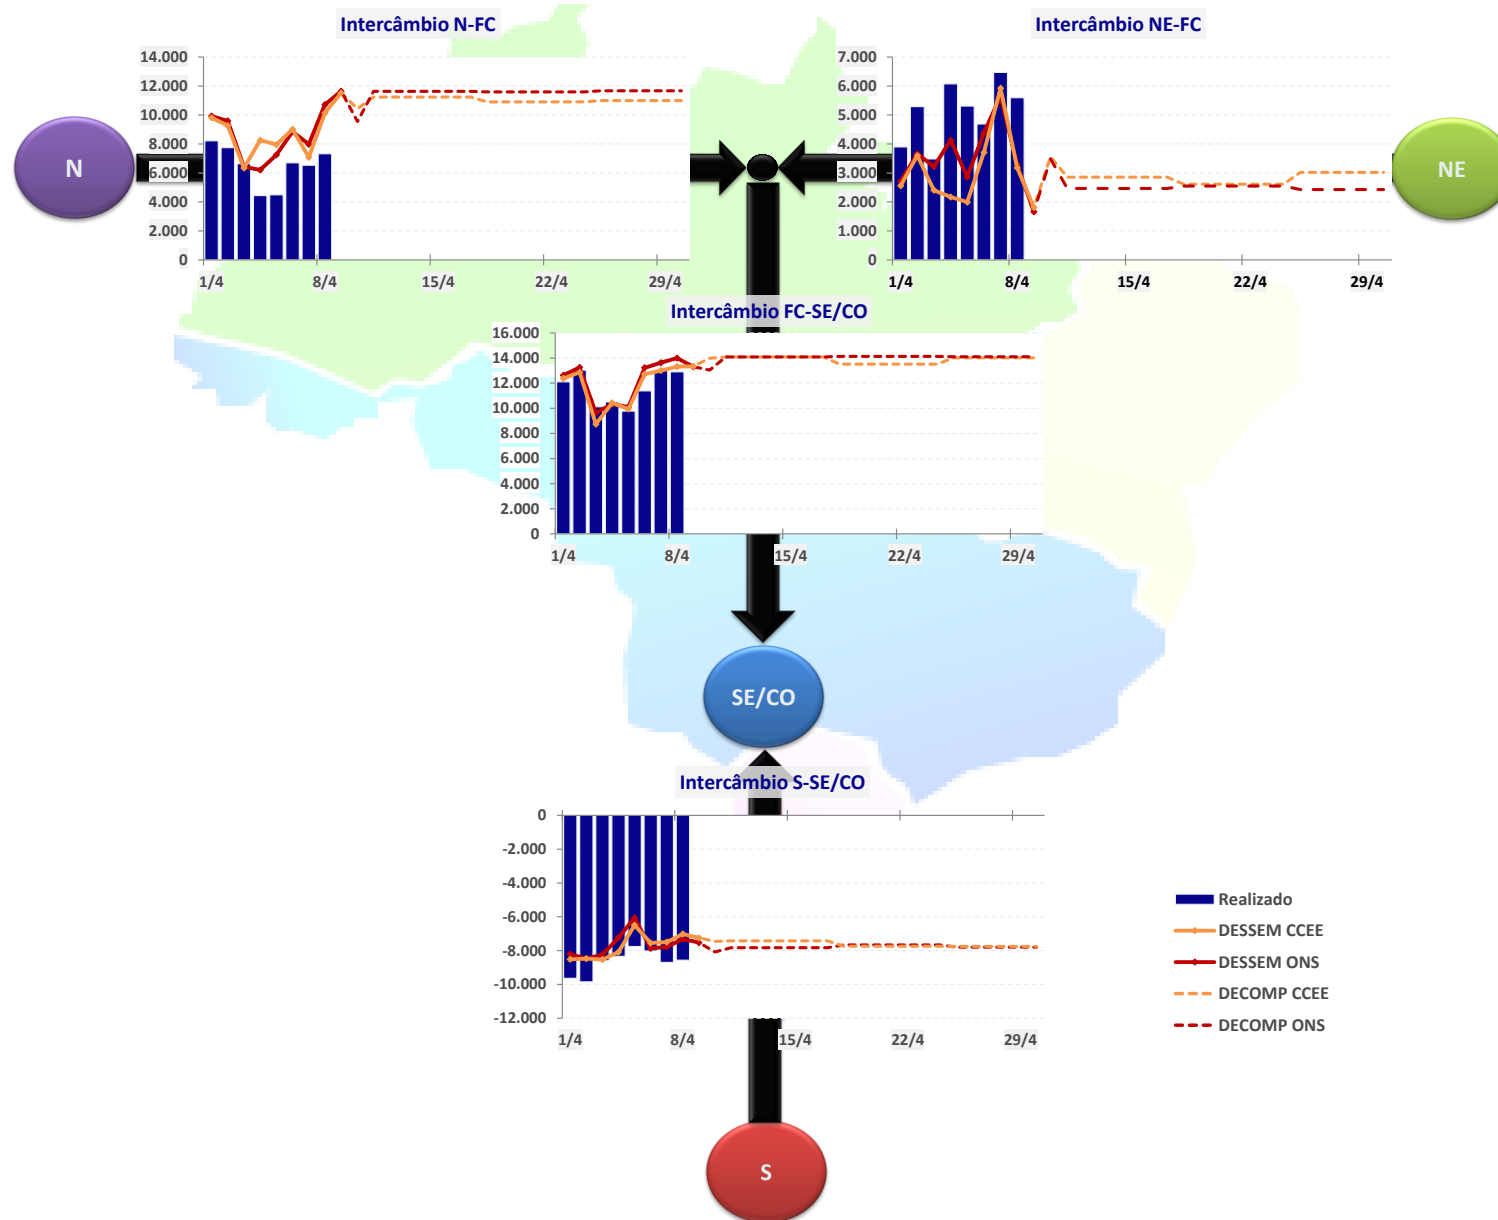 Intercâmbio N-FC
14.000
12.000
10.000
8.000
6.000
4.000
2.000
0
1/4 8/4 15/4 22/4 29/4
N
Intercâmbio NE-FC
7.000
6.000
5.000
4.000
3.000
2.000
1.000
0
1/4 8/4 15/4 22/4 29/4
NE
Intercâmbio FC-SE/CO
16.000
14.000
12.000
10.000
8.000
6.000
4.000
2.000
0
1/4 8/4 15/4 22/4 29/4
SE/CO
Intercâmbio S-SE/CO
0
-2.000
-4.000
-6.000
-8.000
-10.000
-12.000
1/4 8/4 15/4 22/4 29/4
Realizado
DESSEM CCEE
DESSEM ONS
DECOMP CCEE
DECOMP ONS
S